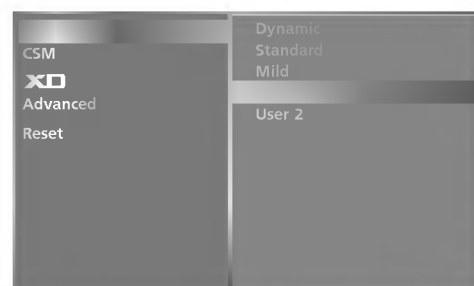 CSM
XD
Advanced
Reset
Dynamic
Standard
Mild
User 2